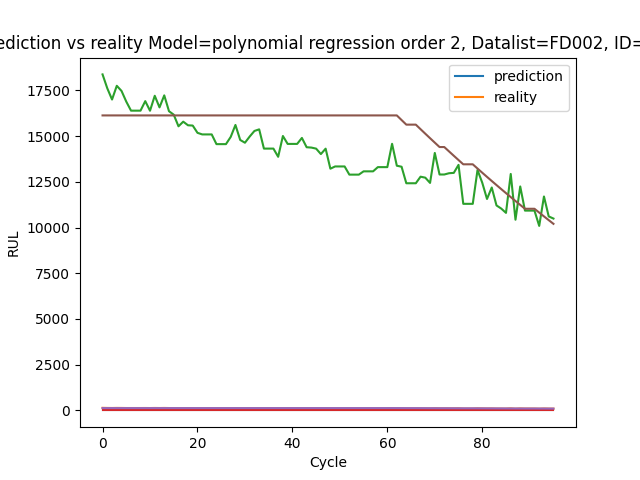 ediction vs reality Model=polynomial regression order 2, Datalist=FD002, ID=
prediction
reality
17500
15000
12500
10000
7500
5000
2500
0
RUL
0 20 40 60 80
Cycle